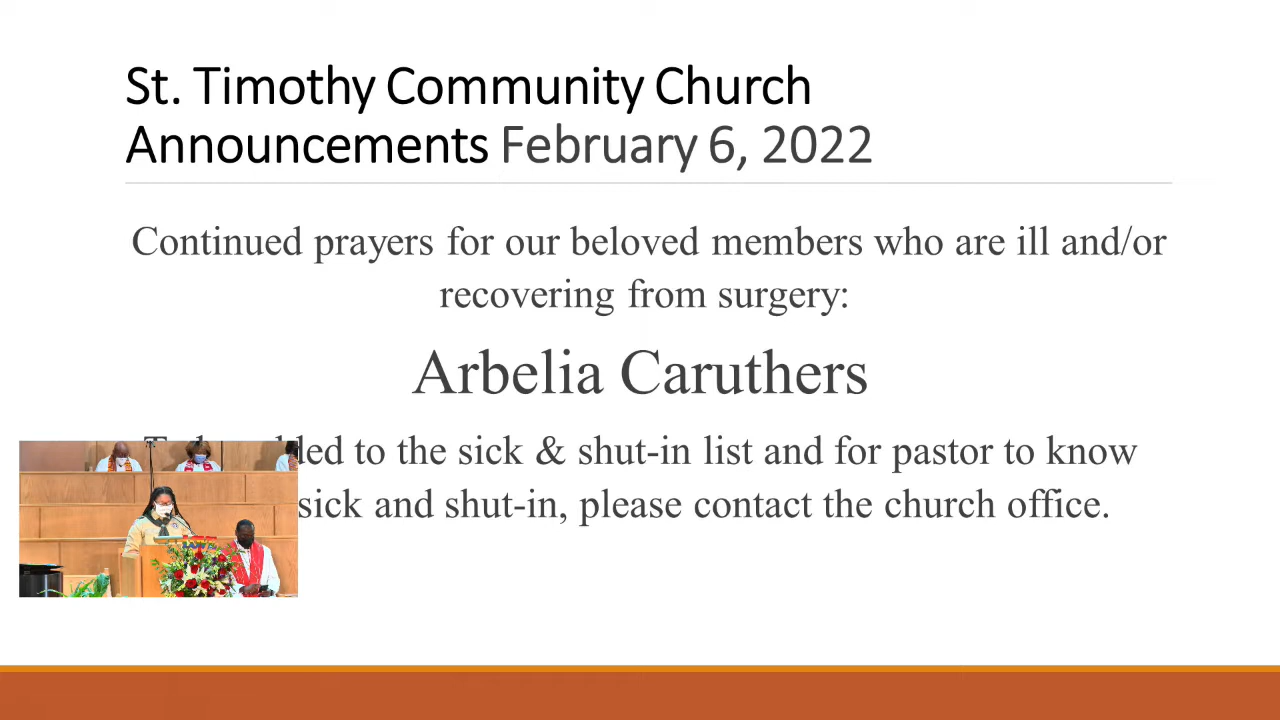 St. Timothy Community Church
Announcements February 6, 2022
Continued prayers for our beloved members who are ill and/or
recovering from surgery:
Arbelia Caruthers
to the sick & shut-in list and for pastor to know
sick and shut-in, please contact the church office.